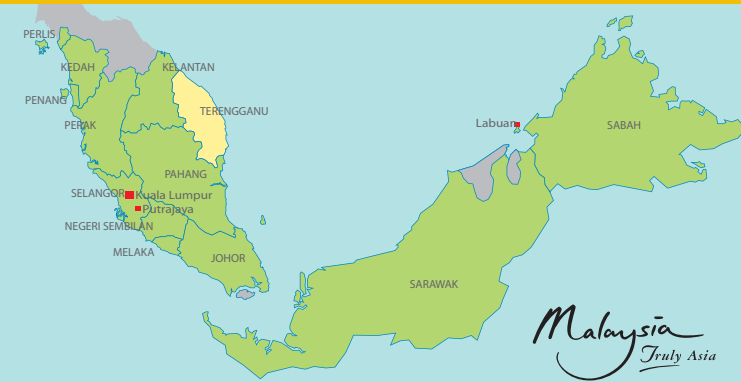 PERLIS
KEDAH
KELANTAN
PENANG
TERENGGANU
PERAK
Labuan
SABAH
PAHANG
SELANGOR
Kuala Lumpur
Putrajaya
NEGERI SEMBILAN
MELAKA
JOHOR
SARAWAK
Malaysia
Truly Asia